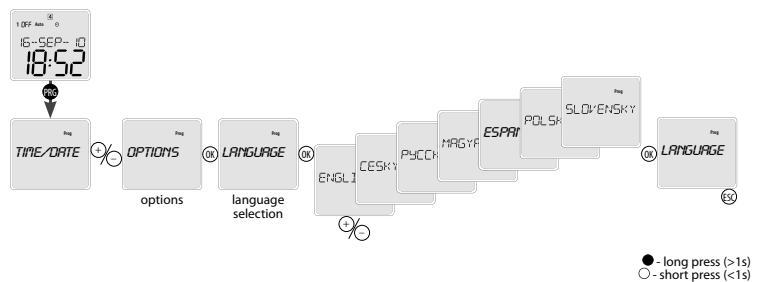 4
1 OFF Auto
16--SEP-- 10
18:52
PRG
Prog
TIME/DATE
+/-
Prog
OPTIONS
options
OK
Prog
LANGUAGE
language
selection
OK
ENGLI
CESKY
РУССК
MAGYA
ESPAÑ
POLSK
Prog
SLOVENSKY
+/-
OK
Prog
LANGUAGE
ESC
- long press (>1s)
- short press (<1s)